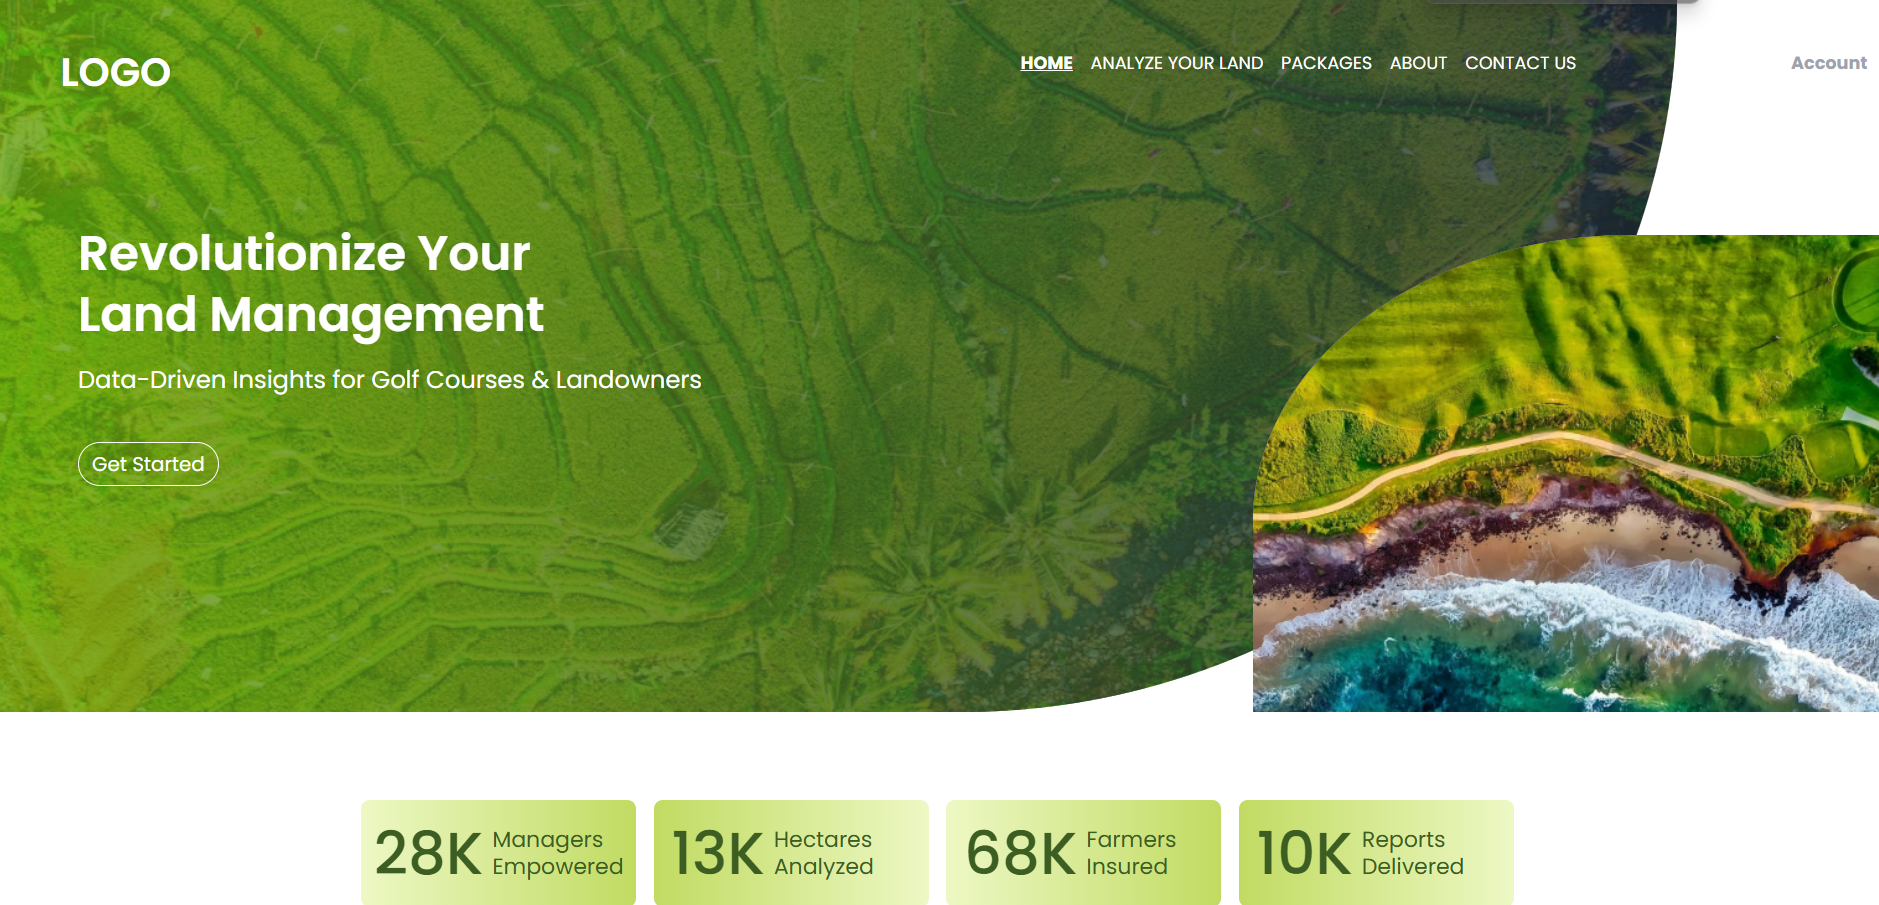 LOGO
HOME ANALYZE YOUR LAND PACKAGES ABOUT CONTACT US
Account
Revolutionize Your
Land Management
Data-Driven Insights for Golf Courses & Landowners
Get Started
28K Managers
Empowered
13K Hectares
Analyzed
68K Farmers
Insured
10K Reports
Delivered